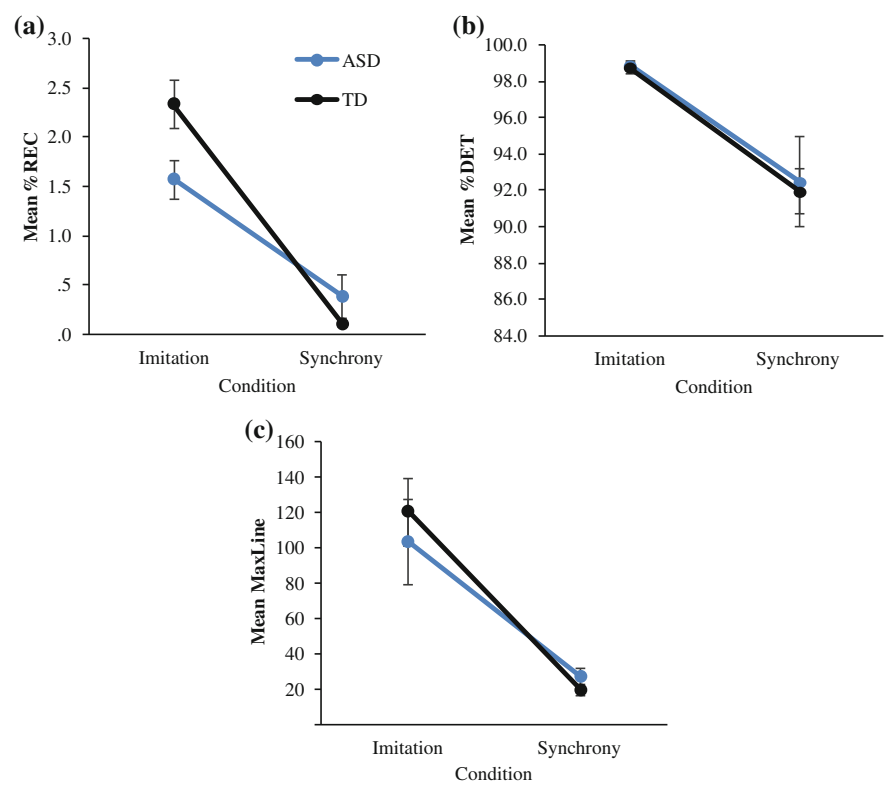 (a)
3.0
2.5
2.0
1.5
1.0
.5
.0
Mean %REC
ASD
TD
Imitation Synchrony
Condition
(b)
100.0
98.0
96.0
94.0
92.0
90.0
88.0
86.0
84.0
Mean %DET
Imitation Synchrony
Condition
(c)
160
140
120
100
80
60
40
20
Mean MaxLine
Imitation Synchrony
Condition